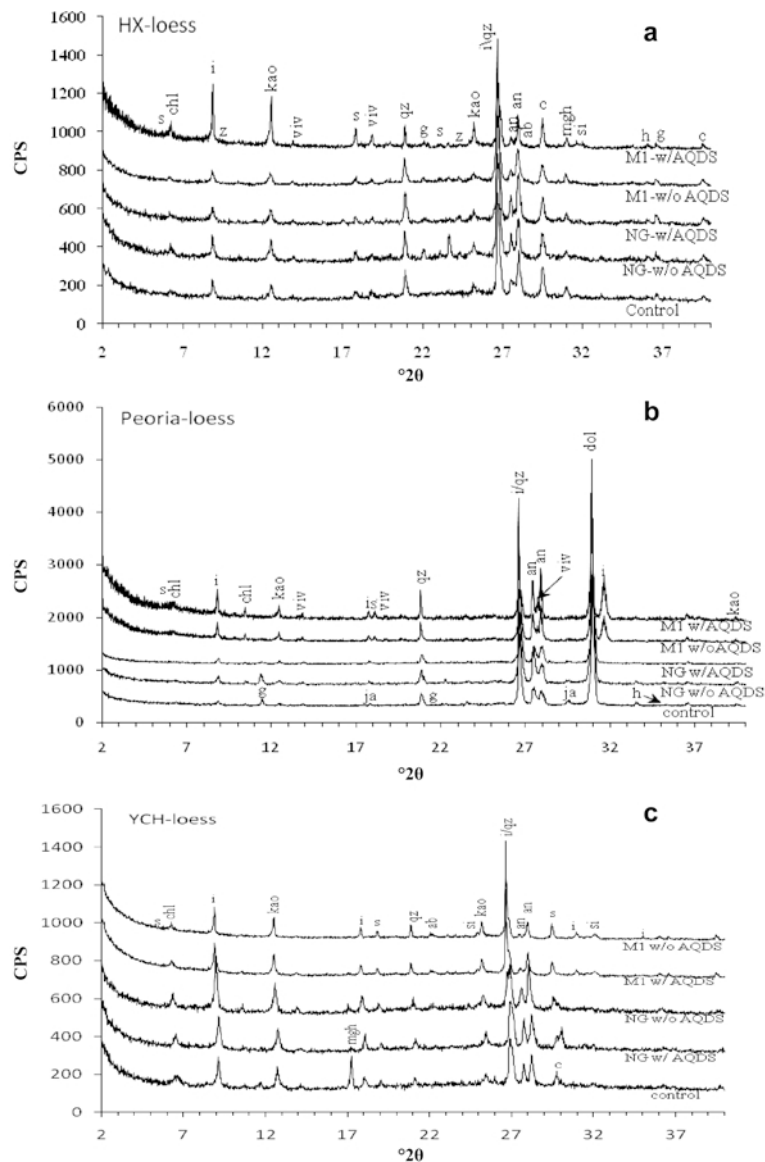 HX-loess
a
1600
1400
1200
1000
800
600
400
200
0
CPS
s
chl
i
z
kao
viv
s
viv
qz
g
s
z
kao
i\qz
an
an
ab
c
mgh
si
h
g
c
M1-w/AQDS
M1-w/o AQDS
NG-w/AQDS
NG-w/o AQDS
Control
2 7 12 17 22 27 32 37
°2θ
Peoria-loess
b
6000
5000
4000
3000
2000
1000
0
CPS
s
chl
i
chl
kao
viv
i
s
viv
qz
i/qz
an
an
viv
dol
i
kao
M1 w/AQDS
M1 w/oAQDS
NG w/AQDS
NG w/o AQDS
control
g
ja
g
ja
h
2 7 12 17 22 27 32 37
°2θ
YCH-loess
c
1600
1400
1200
1000
800
600
400
200
0
CPS
s
chl
i
kao
i
s
qz
ab
si
kao
i/qz
an
an
s
i
si
i
M1 w/o AQDS
M1 w/AQDS
NG w/o AQDS
NG w/ AQDS
control
mgh
c
2 7 12 17 22 27 32 37
°2θ